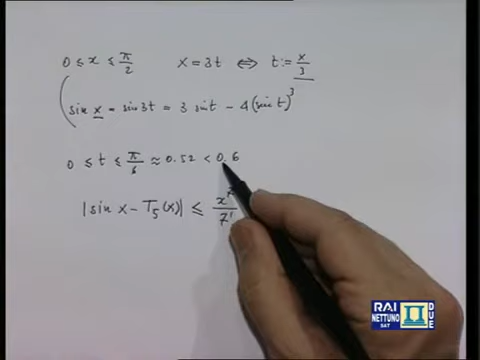 0 ≤ x ≤ π/2   x = 3t ⇔ t := x/3
sin x = sin 3t = 3 sin t − 4 (sin t)³
0 ≤ t ≤ π/6 ≈ 0.52 < 0.6
|sin x − T₅(x)| ≤ x⁷/7!
RAI
NETTUNO
SAT
DUE